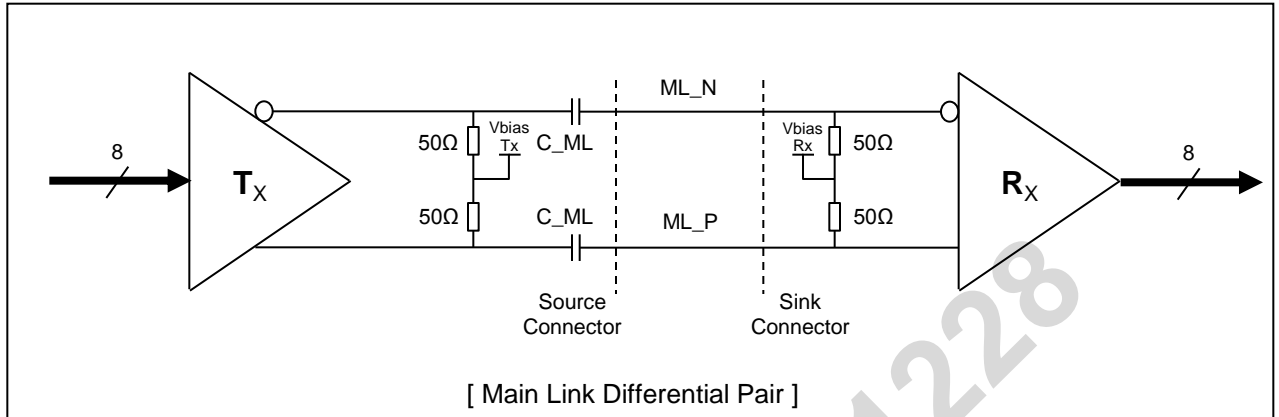 ML_N
8
50Ω
Vbias
Tx
C_ML
Vbias
Rx
50Ω
8
TX
RX
50Ω
C_ML
ML_P
50Ω
Source
Connector
Sink
Connector
1228
[ Main Link Differential Pair ]